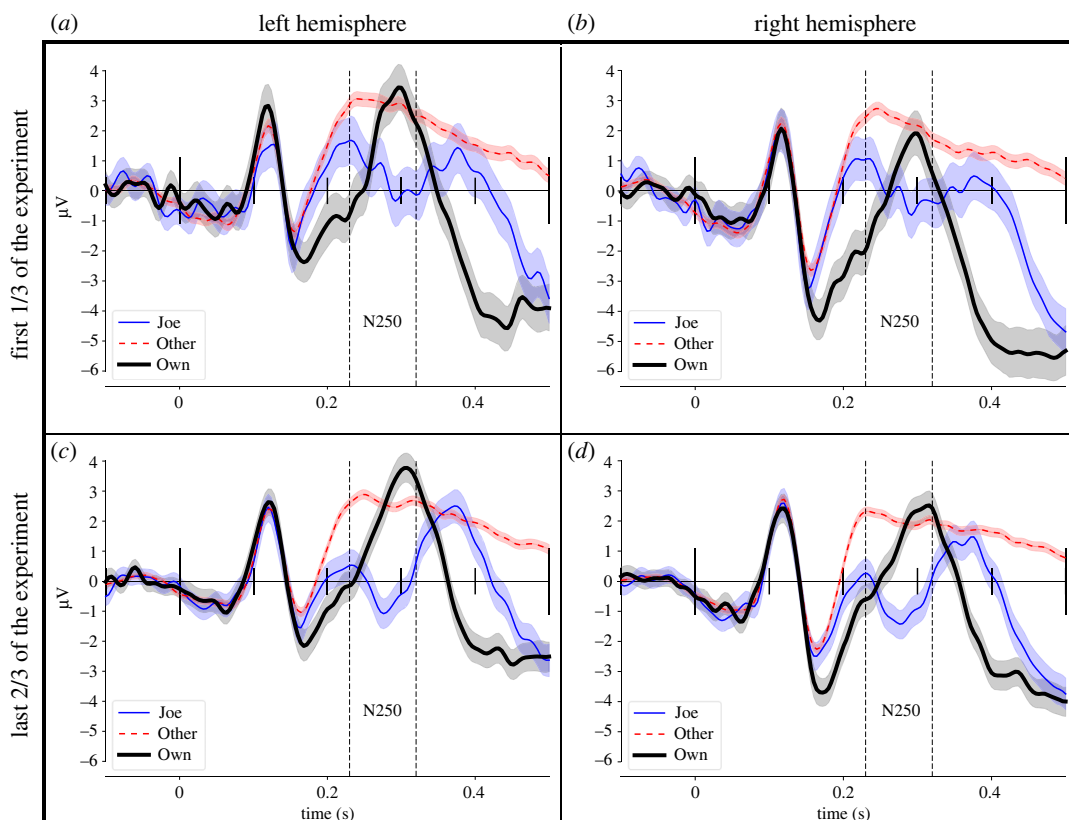 (a) left hemisphere
(b) right hemisphere
first 1/3 of the experiment
4
3
2
1
0
−1
−2
−3
−4
−5
−6
µV
Joe
Other
Own
N250
0 0.2 0.4
4
3
2
1
0
−1
−2
−3
−4
−5
−6
Joe
Other
Own
N250
0 0.2 0.4
last 2/3 of the experiment
(c)
4
3
2
1
0
−1
−2
−3
−4
−5
−6
µV
Joe
Other
Own
N250
0 0.2 0.4
time (s)
(d)
4
3
2
1
0
−1
−2
−3
−4
−5
−6
Joe
Other
Own
N250
0 0.2 0.4
time (s)